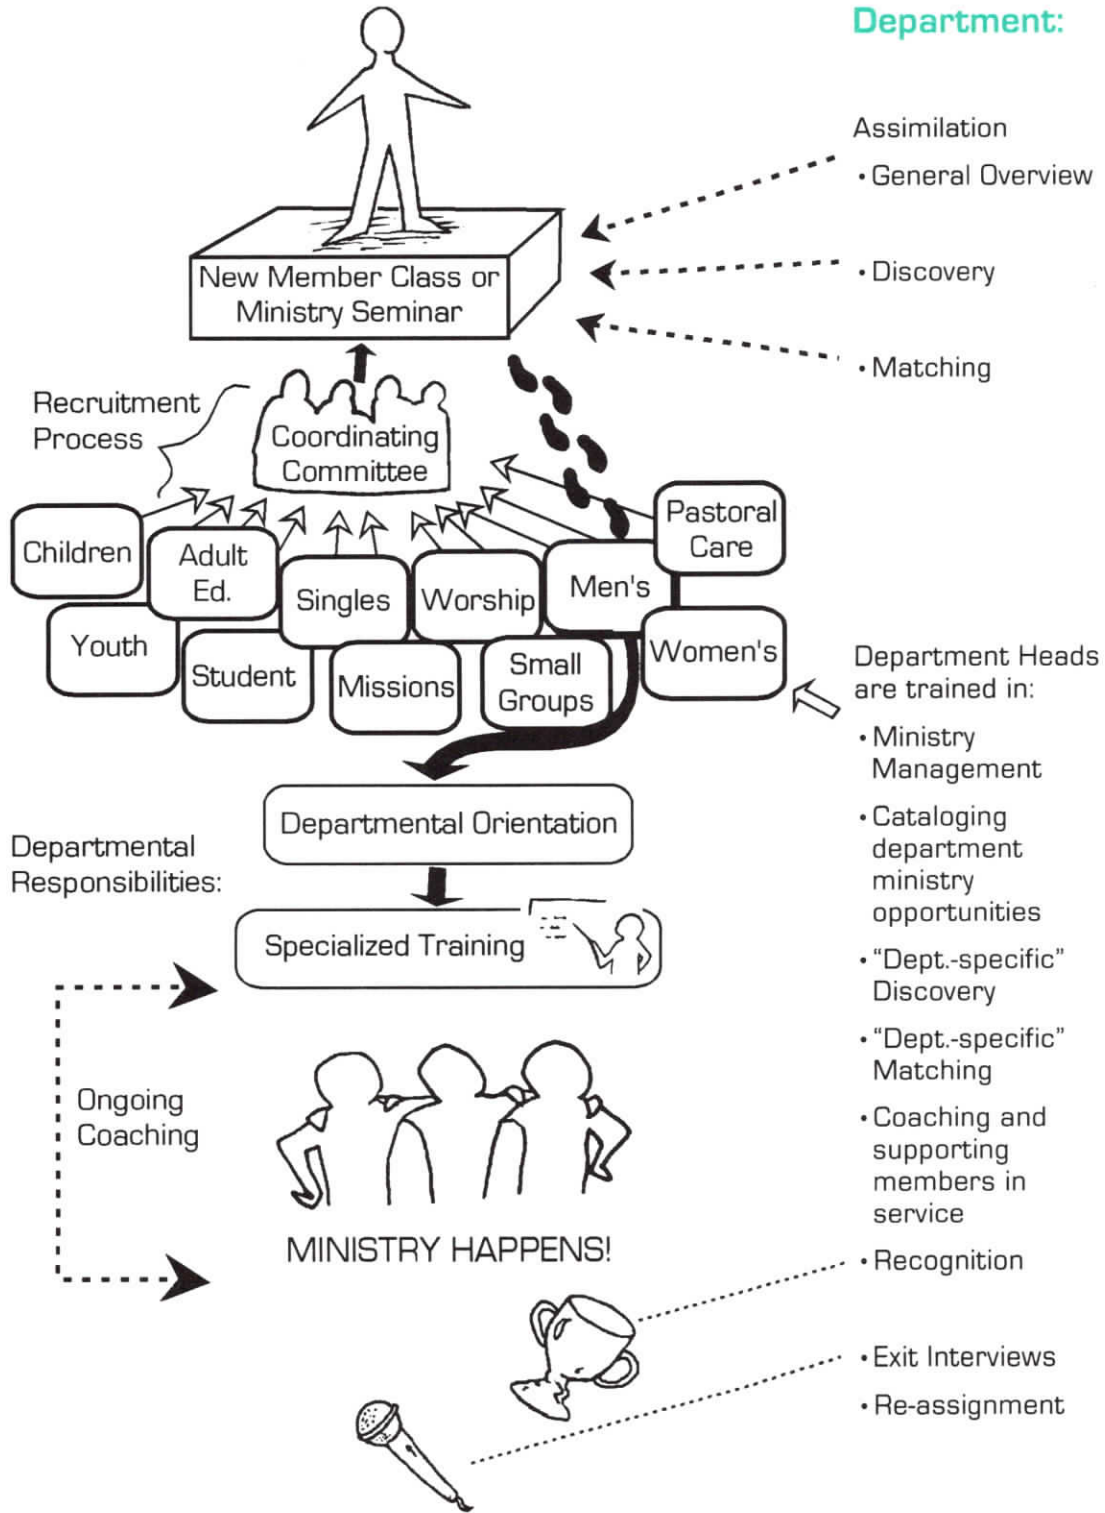 Department:
Assimilation
• General Overview
• Discovery
• Matching
New Member Class or
Ministry Seminar
Recruitment
Process
Coordinating
Committee
Children
Adult
Ed.
Singles
Worship
Men's
Pastoral
Care
Youth
Student
Missions
Small
Groups
Women's
Department Heads
are trained in:
• Ministry
Management
• Cataloging
department
ministry
opportunities
• "Dept.-specific"
Discovery
• "Dept.-specific"
Matching
• Coaching and
supporting
members in
service
• Recognition
• Exit Interviews
• Re-assignment
Departmental Orientation
Departmental
Responsibilities:
Specialized Training
Ongoing
Coaching
MINISTRY HAPPENS!